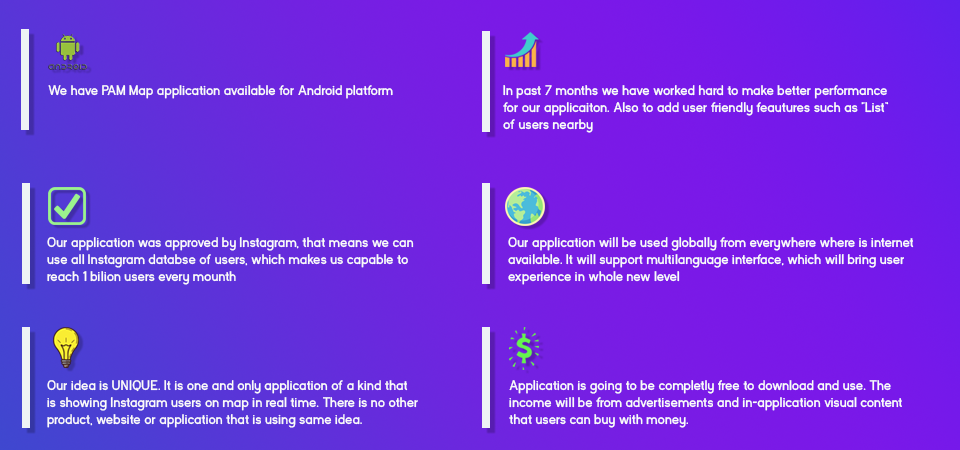 We have PAM Map application available for Android platform
In past 7 months we have worked hard to make better performance
for our applicaiton. Also to add user friendly feautures such as "List"
of users nearby
Our application was approved by Instagram, that means we can
use all Instagram databse of users, which makes us capable to
reach 1 bilion users every mounth
Our application will be used globally from everywhere where is internet
available. It will support multilanguage interface, which will bring user
experience in whole new level
Our idea is UNIQUE. It is one and only application of a kind that
is showing Instagram users on map in real time. There is no other
product, website or application that is using same idea.
Application is going to be completly free to download and use. The
income will be from advertisements and in-application visual content
that users can buy with money.